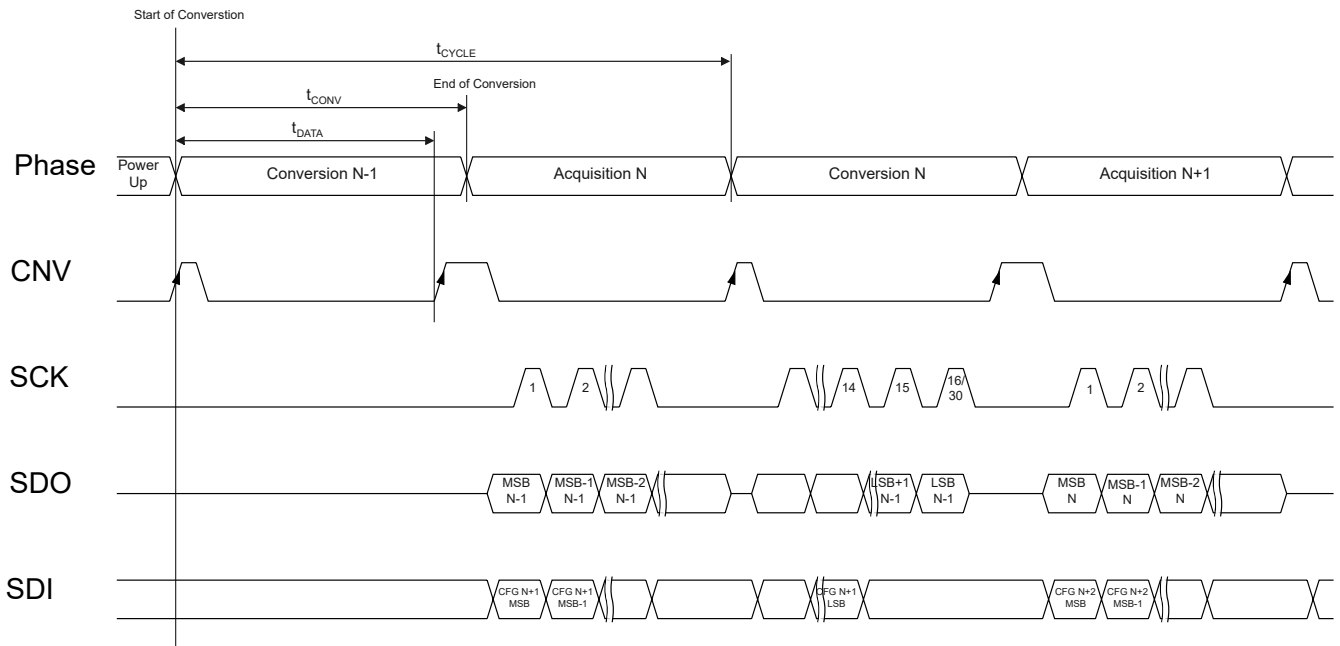 Start of Converstion
tCYCLE
End of Conversion
tCONV
tDATA
Phase
Power
Up
Conversion N-1
Acquisition N
Conversion N
Acquisition N+1
CNV
SCK
1
2
14
15
16/
30
1
2
SDO
MSB
N-1
MSB-1
N-1
MSB-2
N-1
LSB+1
N-1
LSB
N-1
MSB
N
MSB-1
N
MSB-2
N
SDI
CFG N+1
MSB
CFG N+1
MSB-1
CFG N+1
LSB
CFG N+2
MSB
CFG N+2
MSB-1